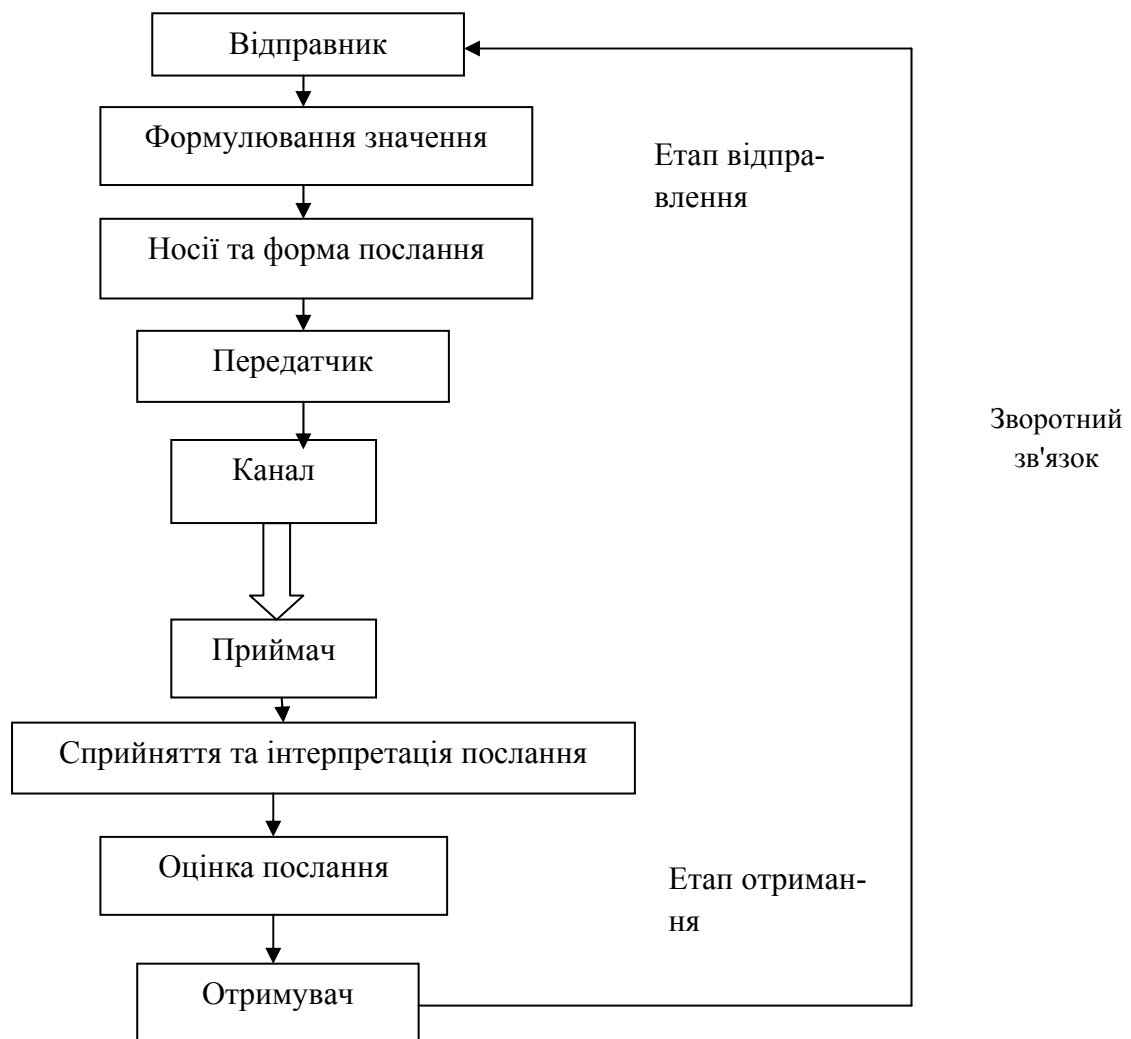 Відправник
Формулювання значення
Етап відпра-
влення
Носії та форма послання
Передатчик
Канал
Зворотний
зв'язок
Приймач
Сприйняття та інтерпретація послання
Оцінка послання
Етап отриман-
ня
Отримувач